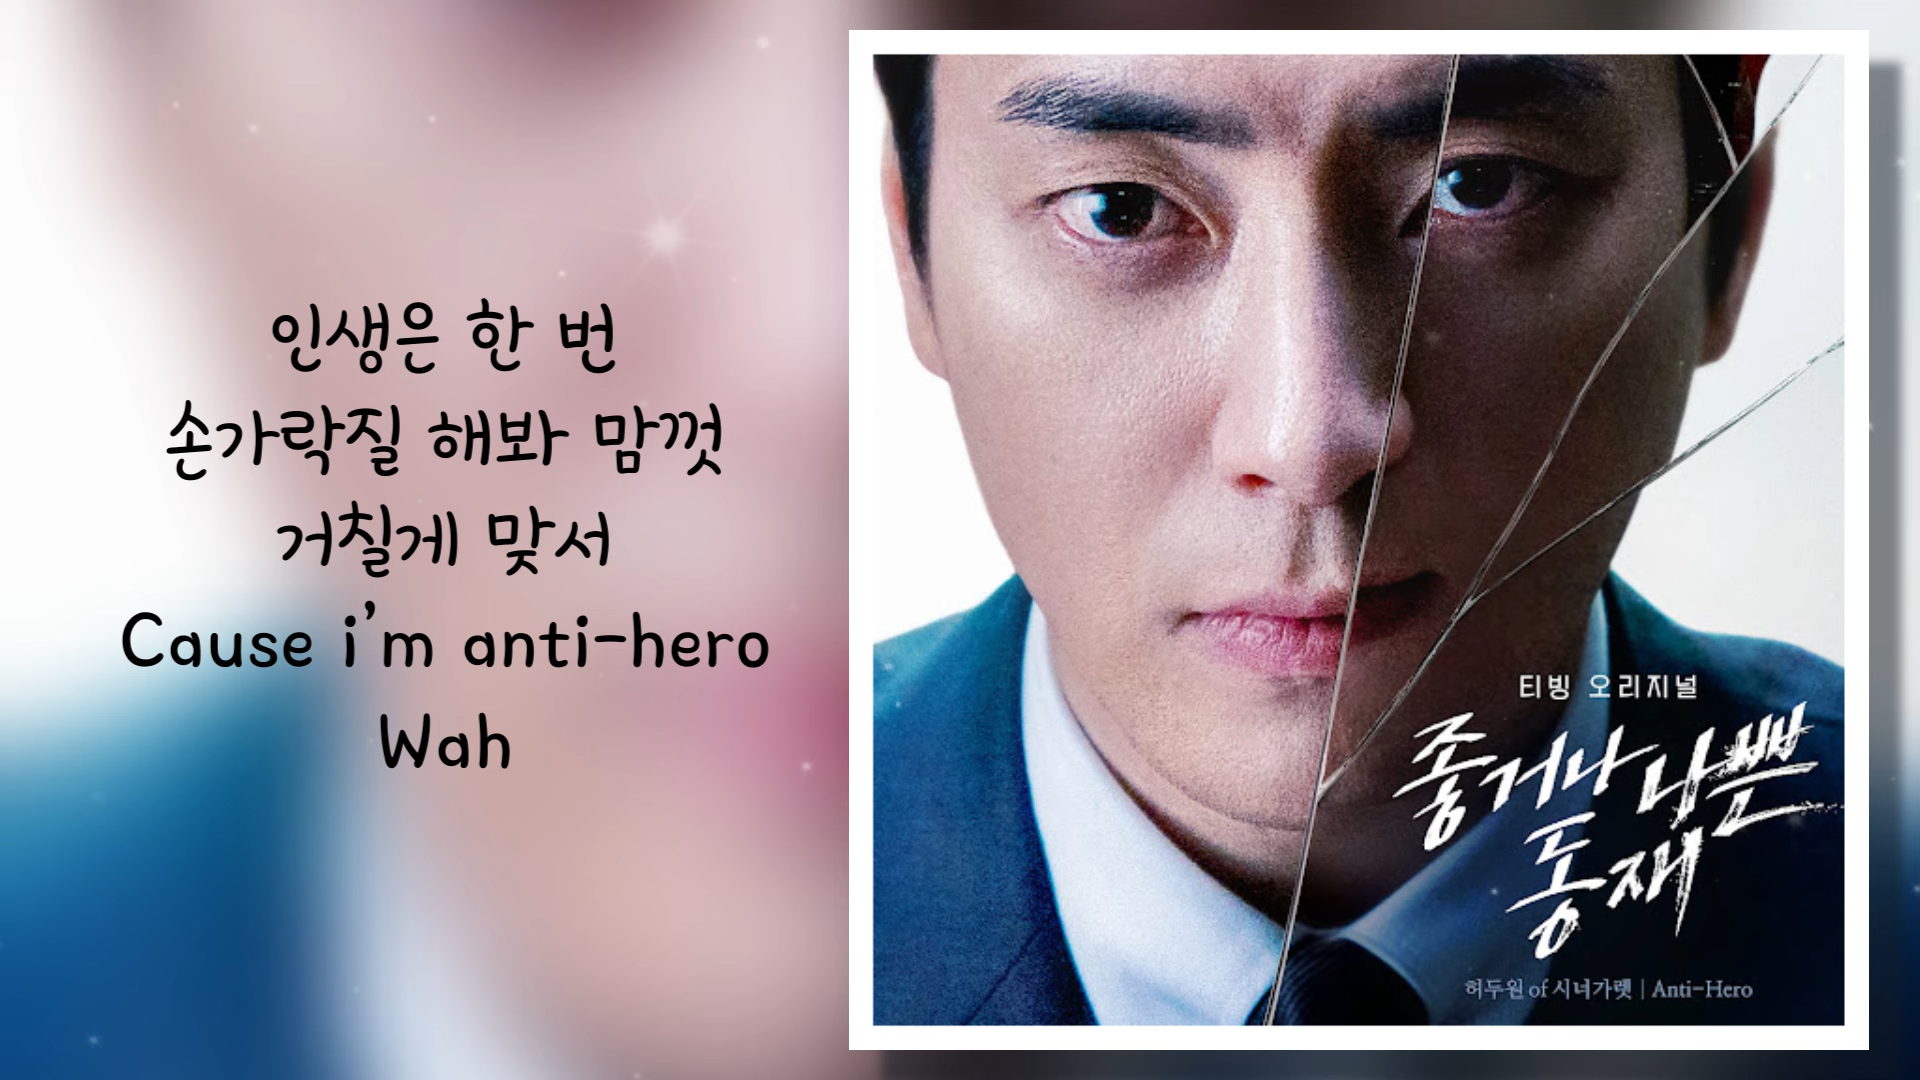 인생은 한 번
손가락질 해봐 맘껏
거칠게 맞서
Cause i'm anti-hero
Wah
티빙 오리지널
좋거나 나쁜
동재
허두원 of 시너가렛 | Anti-Hero